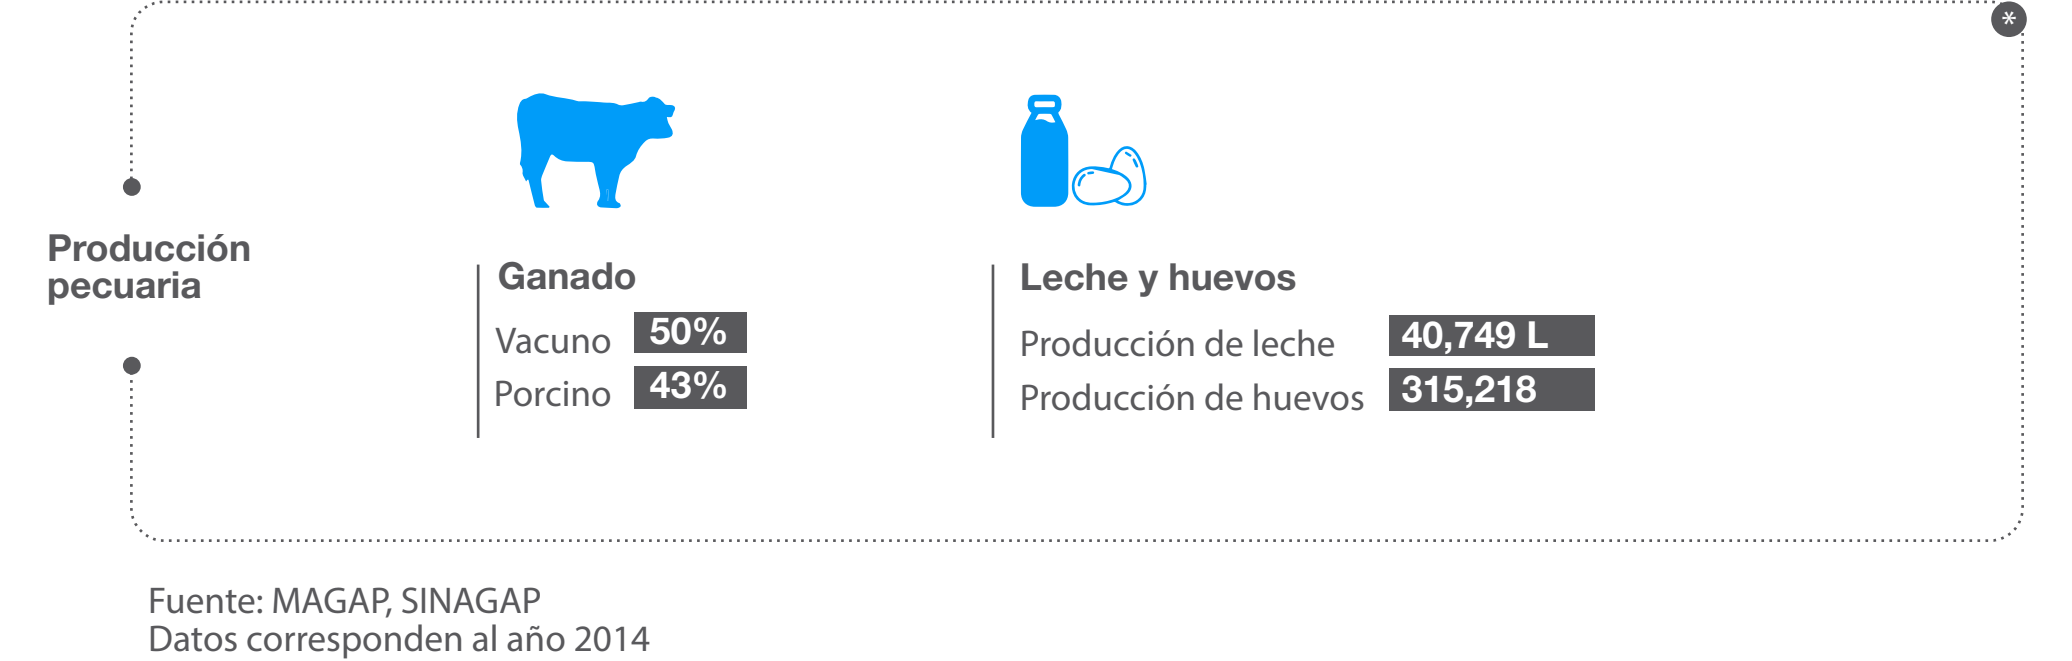 *
Producción
pecuaria
Ganado
Vacuno 50%
Porcino 43%
Leche y huevos
Producción de leche 40,749 L
Producción de huevos 315,218
Fuente: MAGAP, SINAGAP
Datos corresponden al año 2014